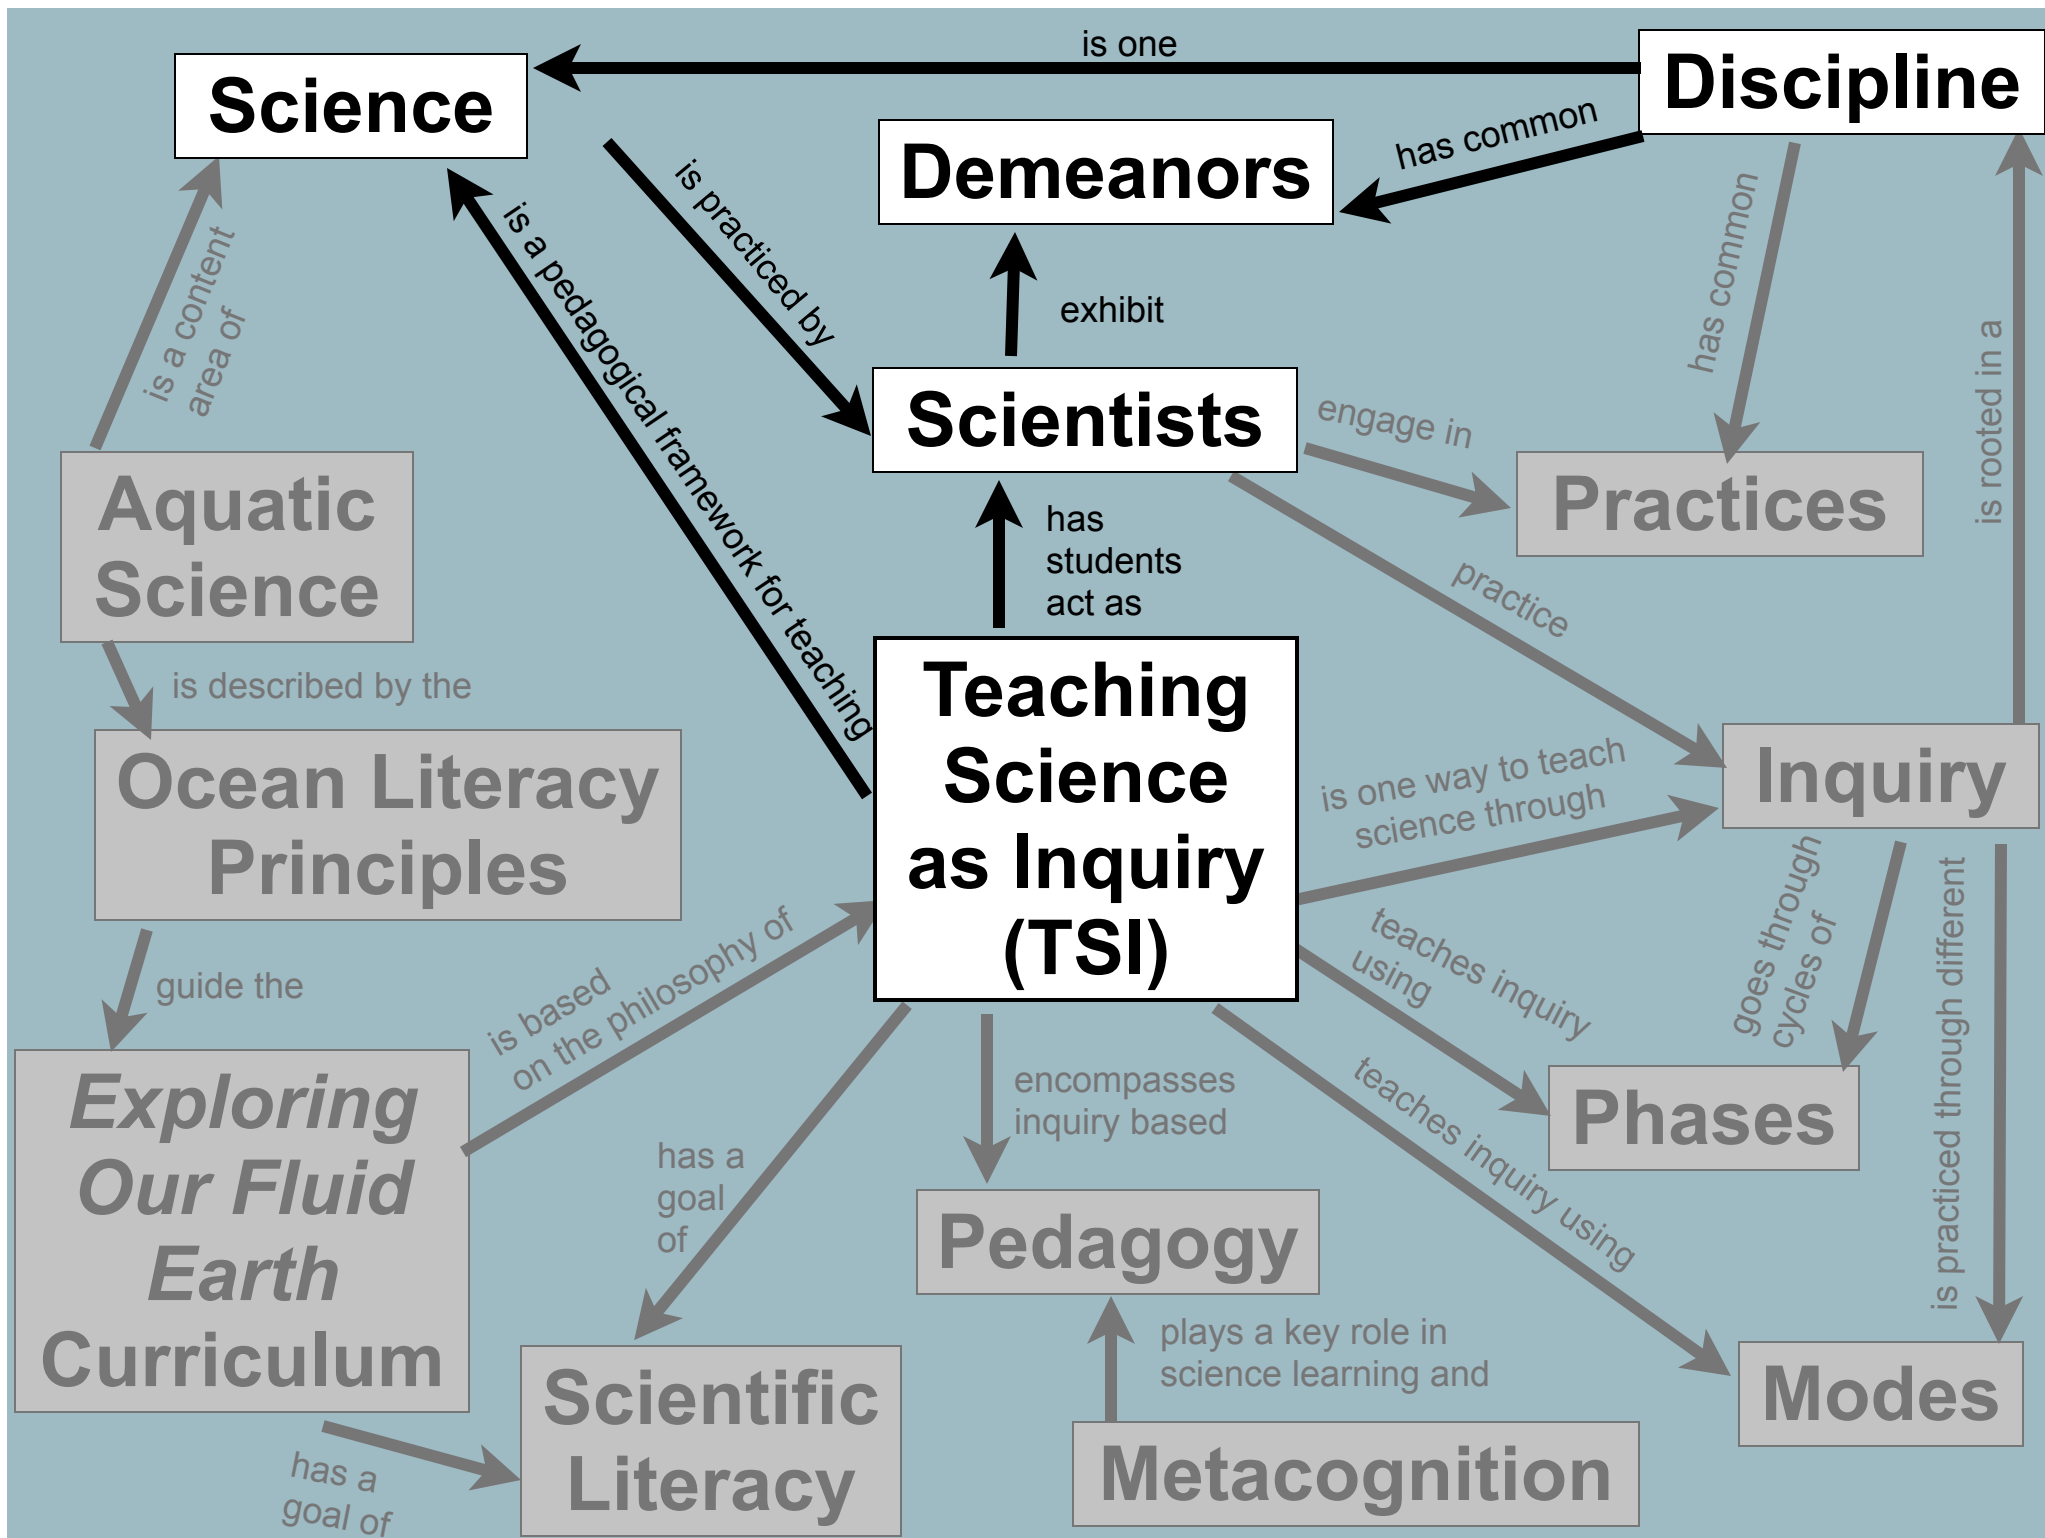 is one
Discipline
Science
has common
Demeanors
is practiced by
is a pedagogical framework for teaching
has common
is a content
area of
exhibit
is rooted in a
Scientists
engage in
Aquatic
Science
Practices
has
students
act as
practice
is described by the
Teaching
Science
as Inquiry
(TSI)
Ocean Literacy
Principles
is one way to teach
science through
Inquiry
guide the
is based
on the philosophy of
teaches inquiry
using
goes through
cycles of
is practiced through different
Exploring
Our Fluid
Earth
Curriculum
has a
goal
of
encompasses
inquiry based
teaches inquiry using
Phases
Pedagogy
plays a key role in
science learning and
Modes
Scientific
Literacy
Metacognition
has a
goal of